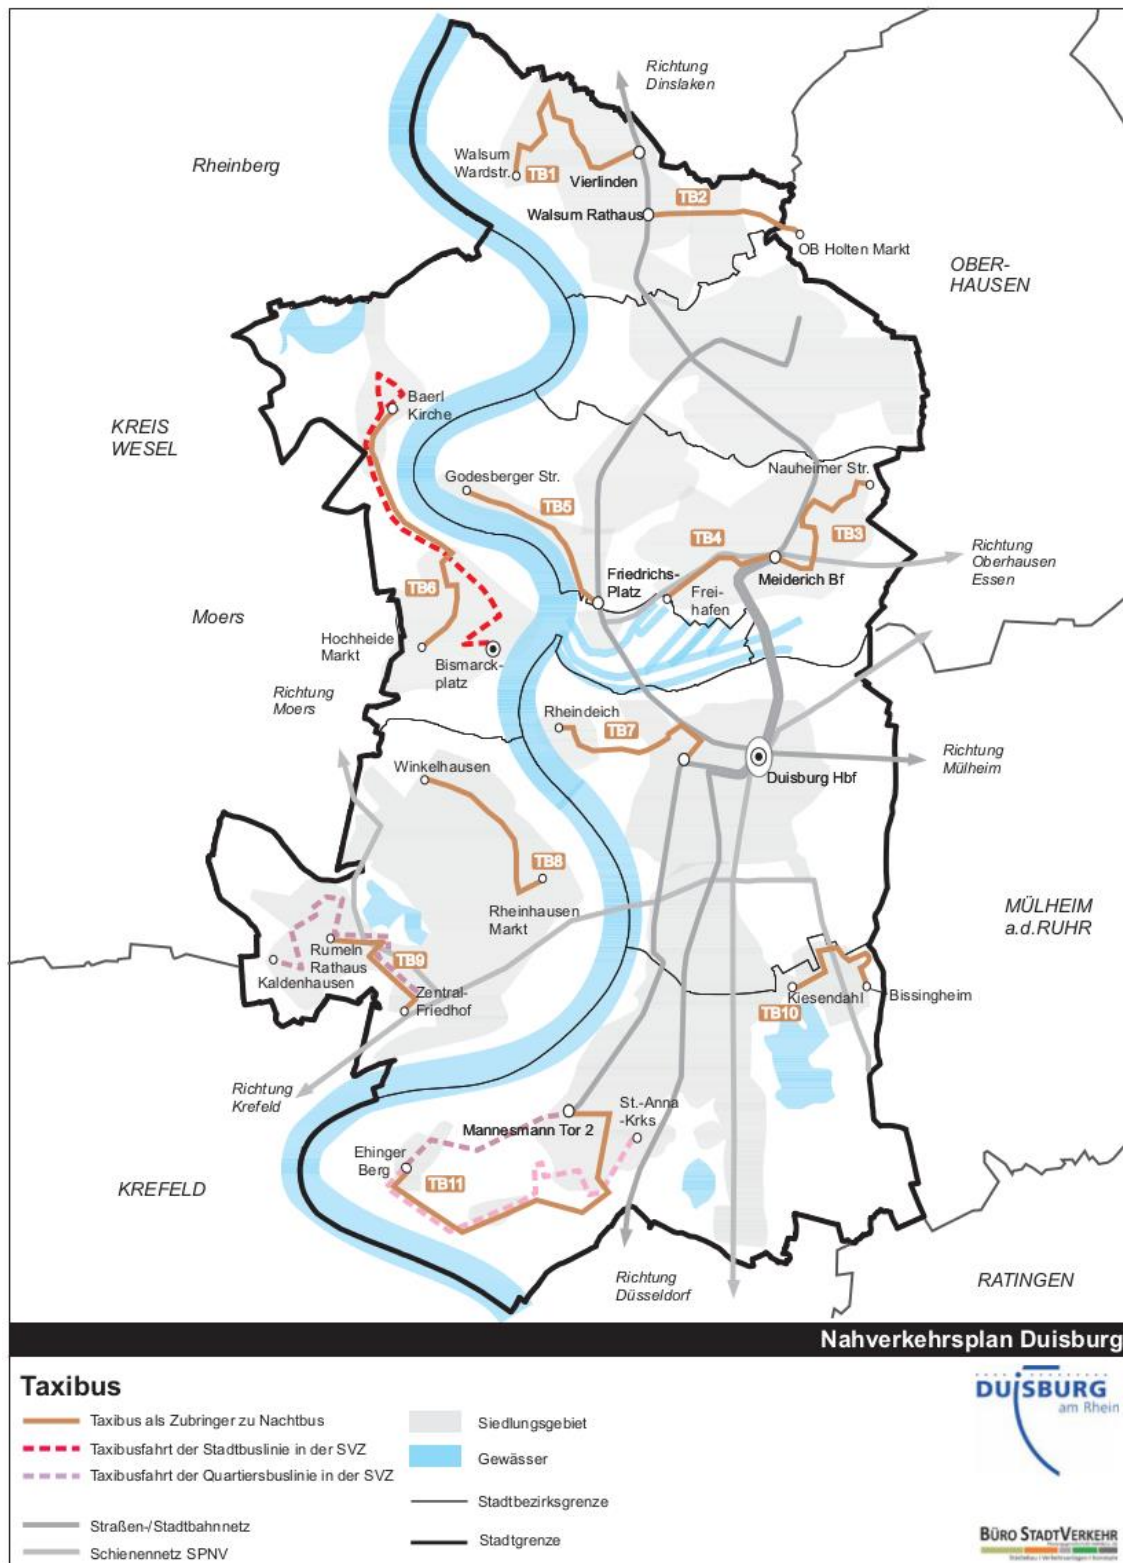 Richtung
Dinslaken
Rheinberg
Walsum
Wardstr.
TB1
Vierlinden
TB2
Walsum Rathaus
OB Holten Markt
OBER-
HAUSEN
Baerl
Kirche
KREIS
WESEL
Godesberger Str.
Nauheimer Str.
TB5
TB4
TB3
Richtung
Oberhausen
Essen
Meiderich Bf
Friedrichs-
Platz
Frei-
hafen
TB6
Moers
Hochheide
Markt
Bismarck-
platz
Richtung
Moers
Rheindeich
TB7
Richtung
Mülheim
Duisburg Hbf
Winkelhausen
TB8
Rheinhausen
Markt
MÜLHEIM
a.d.RUHR
Rumeln
Rathaus
Kaldenhausen
TB9
Zentral-
Friedhof
Kiesendahl
Bissingheim
TB10
Richtung
Krefeld
St.-Anna
-Krks
Mannesmann Tor 2
Ehinger
Berg
TB11
KREFELD
Richtung
Düsseldorf
RATINGEN
Nahverkehrsplan Duisburg
Taxibus
Taxibus als Zubringer zu Nachtbus
Taxibusfahrt der Stadtbuslinie in der SVZ
Taxibusfahrt der Quartiersbuslinie in der SVZ
Straßen-/Stadtbahnnetz
Schienennetz SPNV
Siedlungsgebiet
Gewässer
Stadtbezirksgrenze
Stadtgrenze
DUISBURG
am Rhein
BÜRO STADTVERKEHR